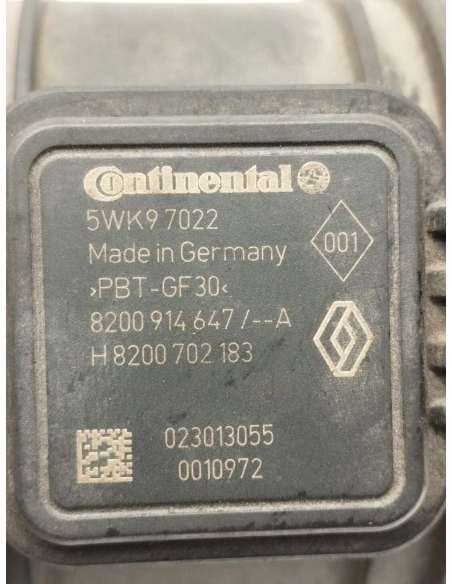 Continental
5WK9 7022
001
Made in Germany
>PBT-GF30<
8200 914 647 /--A
H 8200 702 183
023013055
0010972